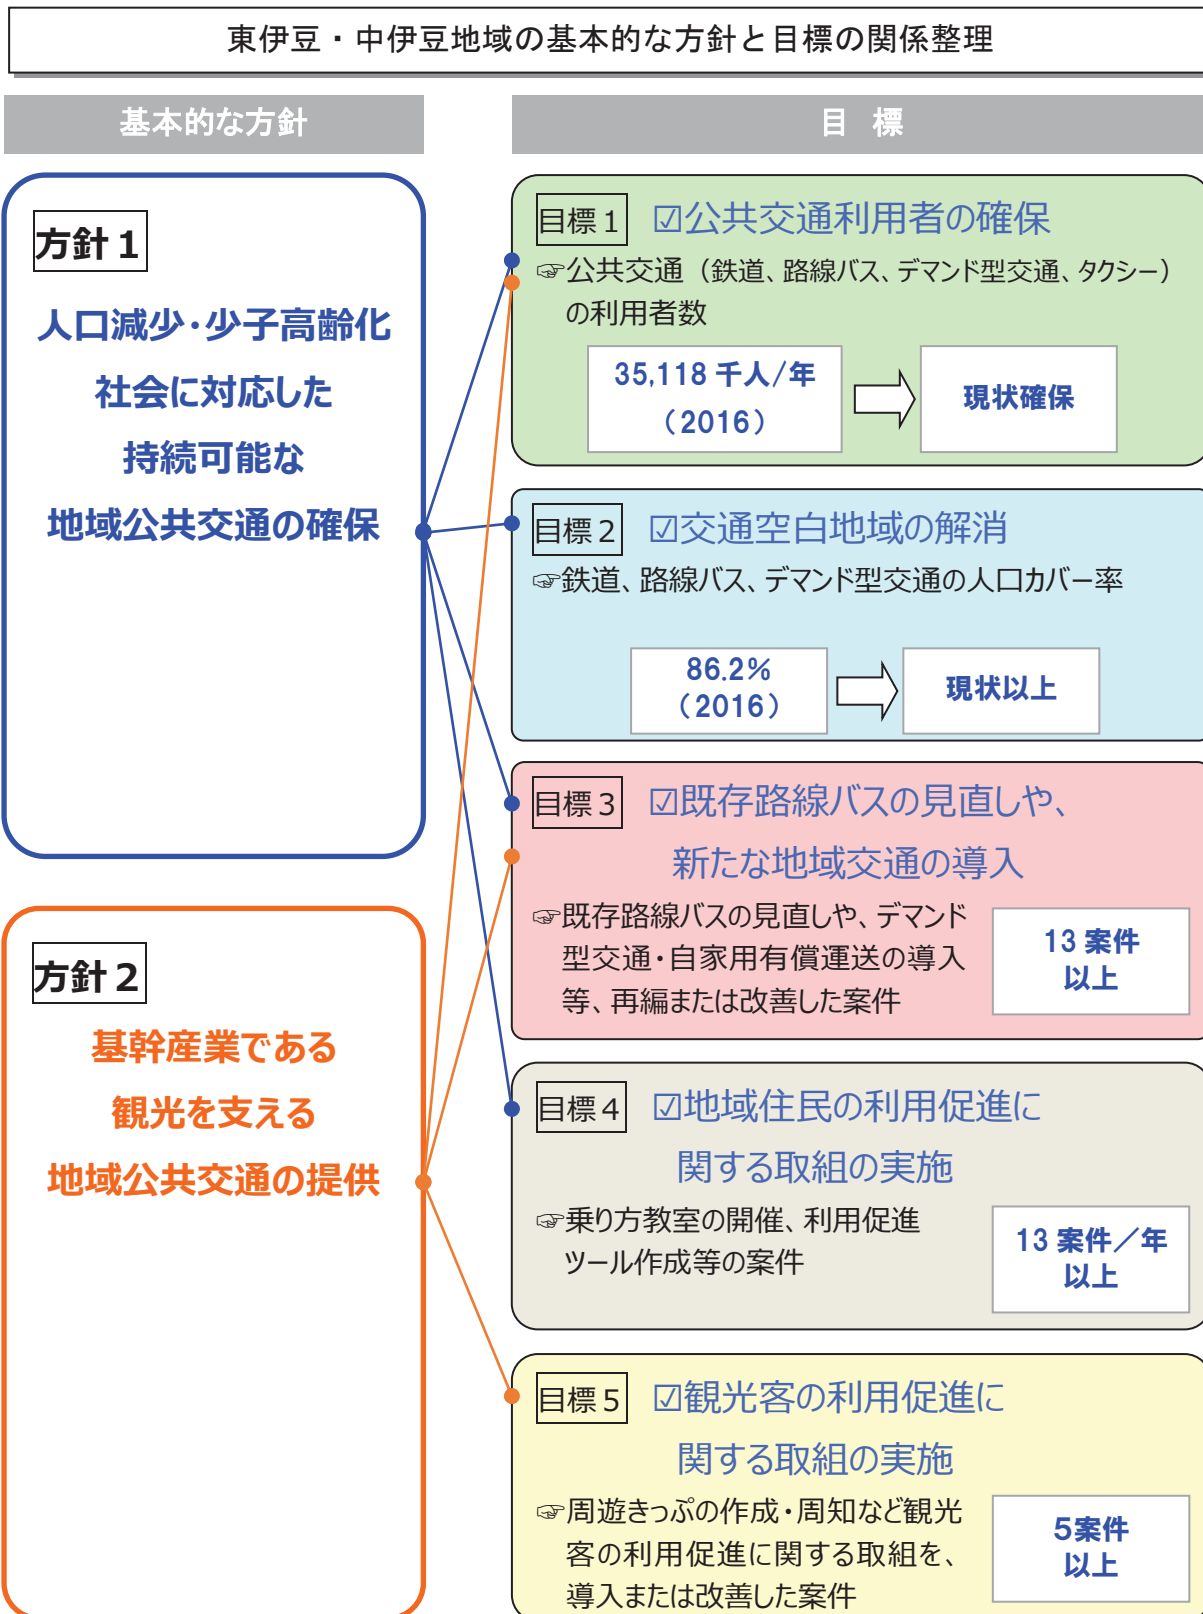 東伊豆・中伊豆地域の基本的な方針と目標の関係整理
基本的な方針
目 標
方針1
人口減少・少子高齢化
社会に対応した
持続可能な
地域公共交通の確保
方針2
基幹産業である
観光を支える
地域公共交通の提供
目標1 ☑公共交通利用者の確保
☞公共交通（鉄道、路線バス、デマンド型交通、タクシー）
の利用者数
35,118 千人/年
（2016）
現状確保
目標2 ☑交通空白地域の解消
☞鉄道、路線バス、デマンド型交通の人口カバー率
86.2%
（2016）
現状以上
目標3 ☑既存路線バスの見直しや、
新たな地域交通の導入
☞既存路線バスの見直しや、デマンド
型交通・自家用有償運送の導入
等、再編または改善した案件
13 案件
以上
目標4 ☑地域住民の利用促進に
関する取組の実施
☞乗り方教室の開催、利用促進
ツール作成等の案件
13 案件／年
以上
目標5 ☑観光客の利用促進に
関する取組の実施
☞周遊きっぷの作成・周知など観光
客の利用促進に関する取組を、
導入または改善した案件
5案件
以上